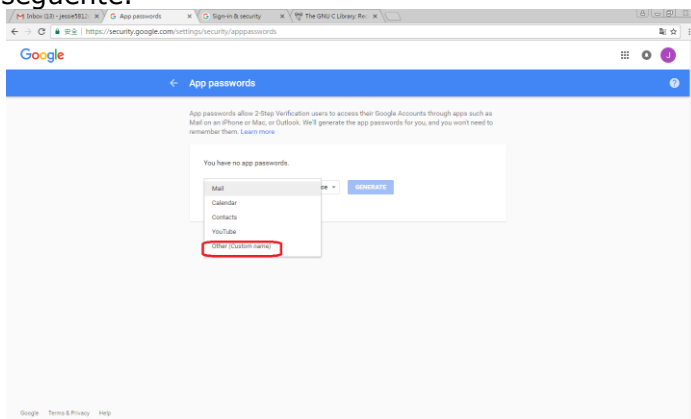 seguente:
Inbox (13) - jessie5812
App passwords
Sign-in & security
The GNU C Library: Re
安全 | https://security.google.com/settings/security/apppasswords
Google
J
App passwords
App passwords allow 2-Step Verification users to access their Google Accounts through apps such as
Mail on an iPhone or Mac, or Outlook. We'll generate the app passwords for you, and you won't need to
remember them. Learn more
You have no app passwords.
Mail
GENERATE
Calendar
Contacts
YouTube
Other (Custom name)
Google Terms & Privacy Help